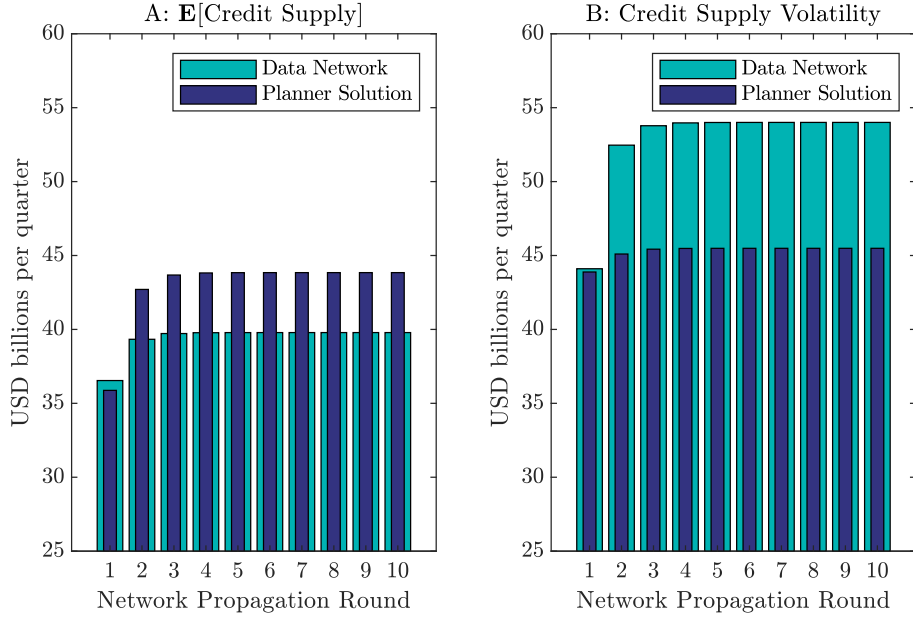 A: E[Credit Supply]
60
55
50
45
40
35
30
25
USD billions per quarter
Data Network
Planner Solution
1 2 3 4 5 6 7 8 9 10
Network Propagation Round
B: Credit Supply Volatility
60
55
50
45
40
35
30
25
USD billions per quarter
Data Network
Planner Solution
1 2 3 4 5 6 7 8 9 10
Network Propagation Round